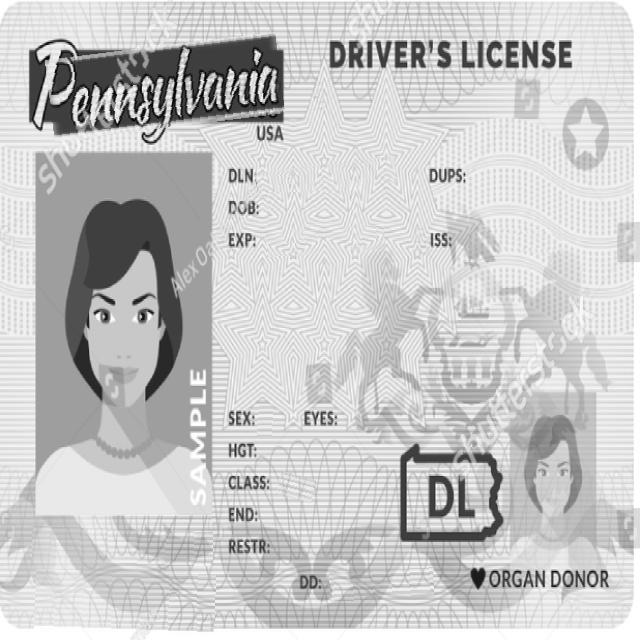 Pennsylvania
DRIVER'S LICENSE
USA
DLN:
DUPS:
DOB:
EXP:
ISS:
SAMPLE
SEX:
EYES:
HGT:
CLASS:
END:
RESTR:
DD:
DL
ORGAN DONOR
shutterstock
Alex
shutterstock